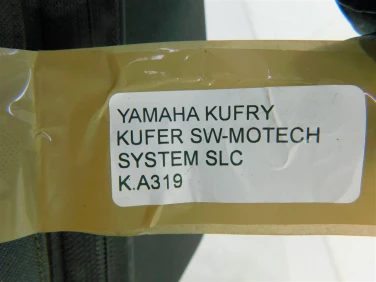 YAMAHA KUFRY
KUFER SW-MOTECH
SYSTEM SLC
K.A319